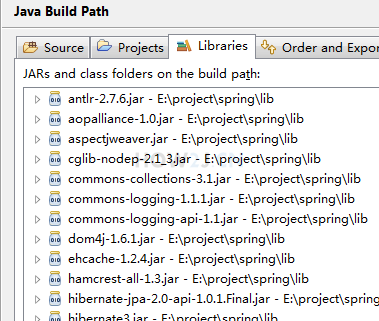 Java Build Path
Source Projects Libraries Order and Expor
JARs and class folders on the build path:
antlr-2.7.6.jar - E:\project\spring\lib
aopalliance-1.0.jar - E:\project\spring\lib
aspectjweaver.jar - E:\project\spring\lib
cglib-nodep-2.1_3.jar - E:\project\spring\lib
commons-collections-3.1.jar - E:\project\spring\lib
commons-logging-1.1.1.jar - E:\project\spring\lib
commons-logging-api-1.1.jar - E:\project\spring\lib
dom4j-1.6.1.jar - E:\project\spring\lib
ehcache-1.2.4.jar - E:\project\spring\lib
hamcrest-all-1.3.jar - E:\project\spring\lib
hibernate-jpa-2.0-api-1.0.1.Final.jar - E:\project\spring\lib
hibernate3.jar - E:\project\spring\lib